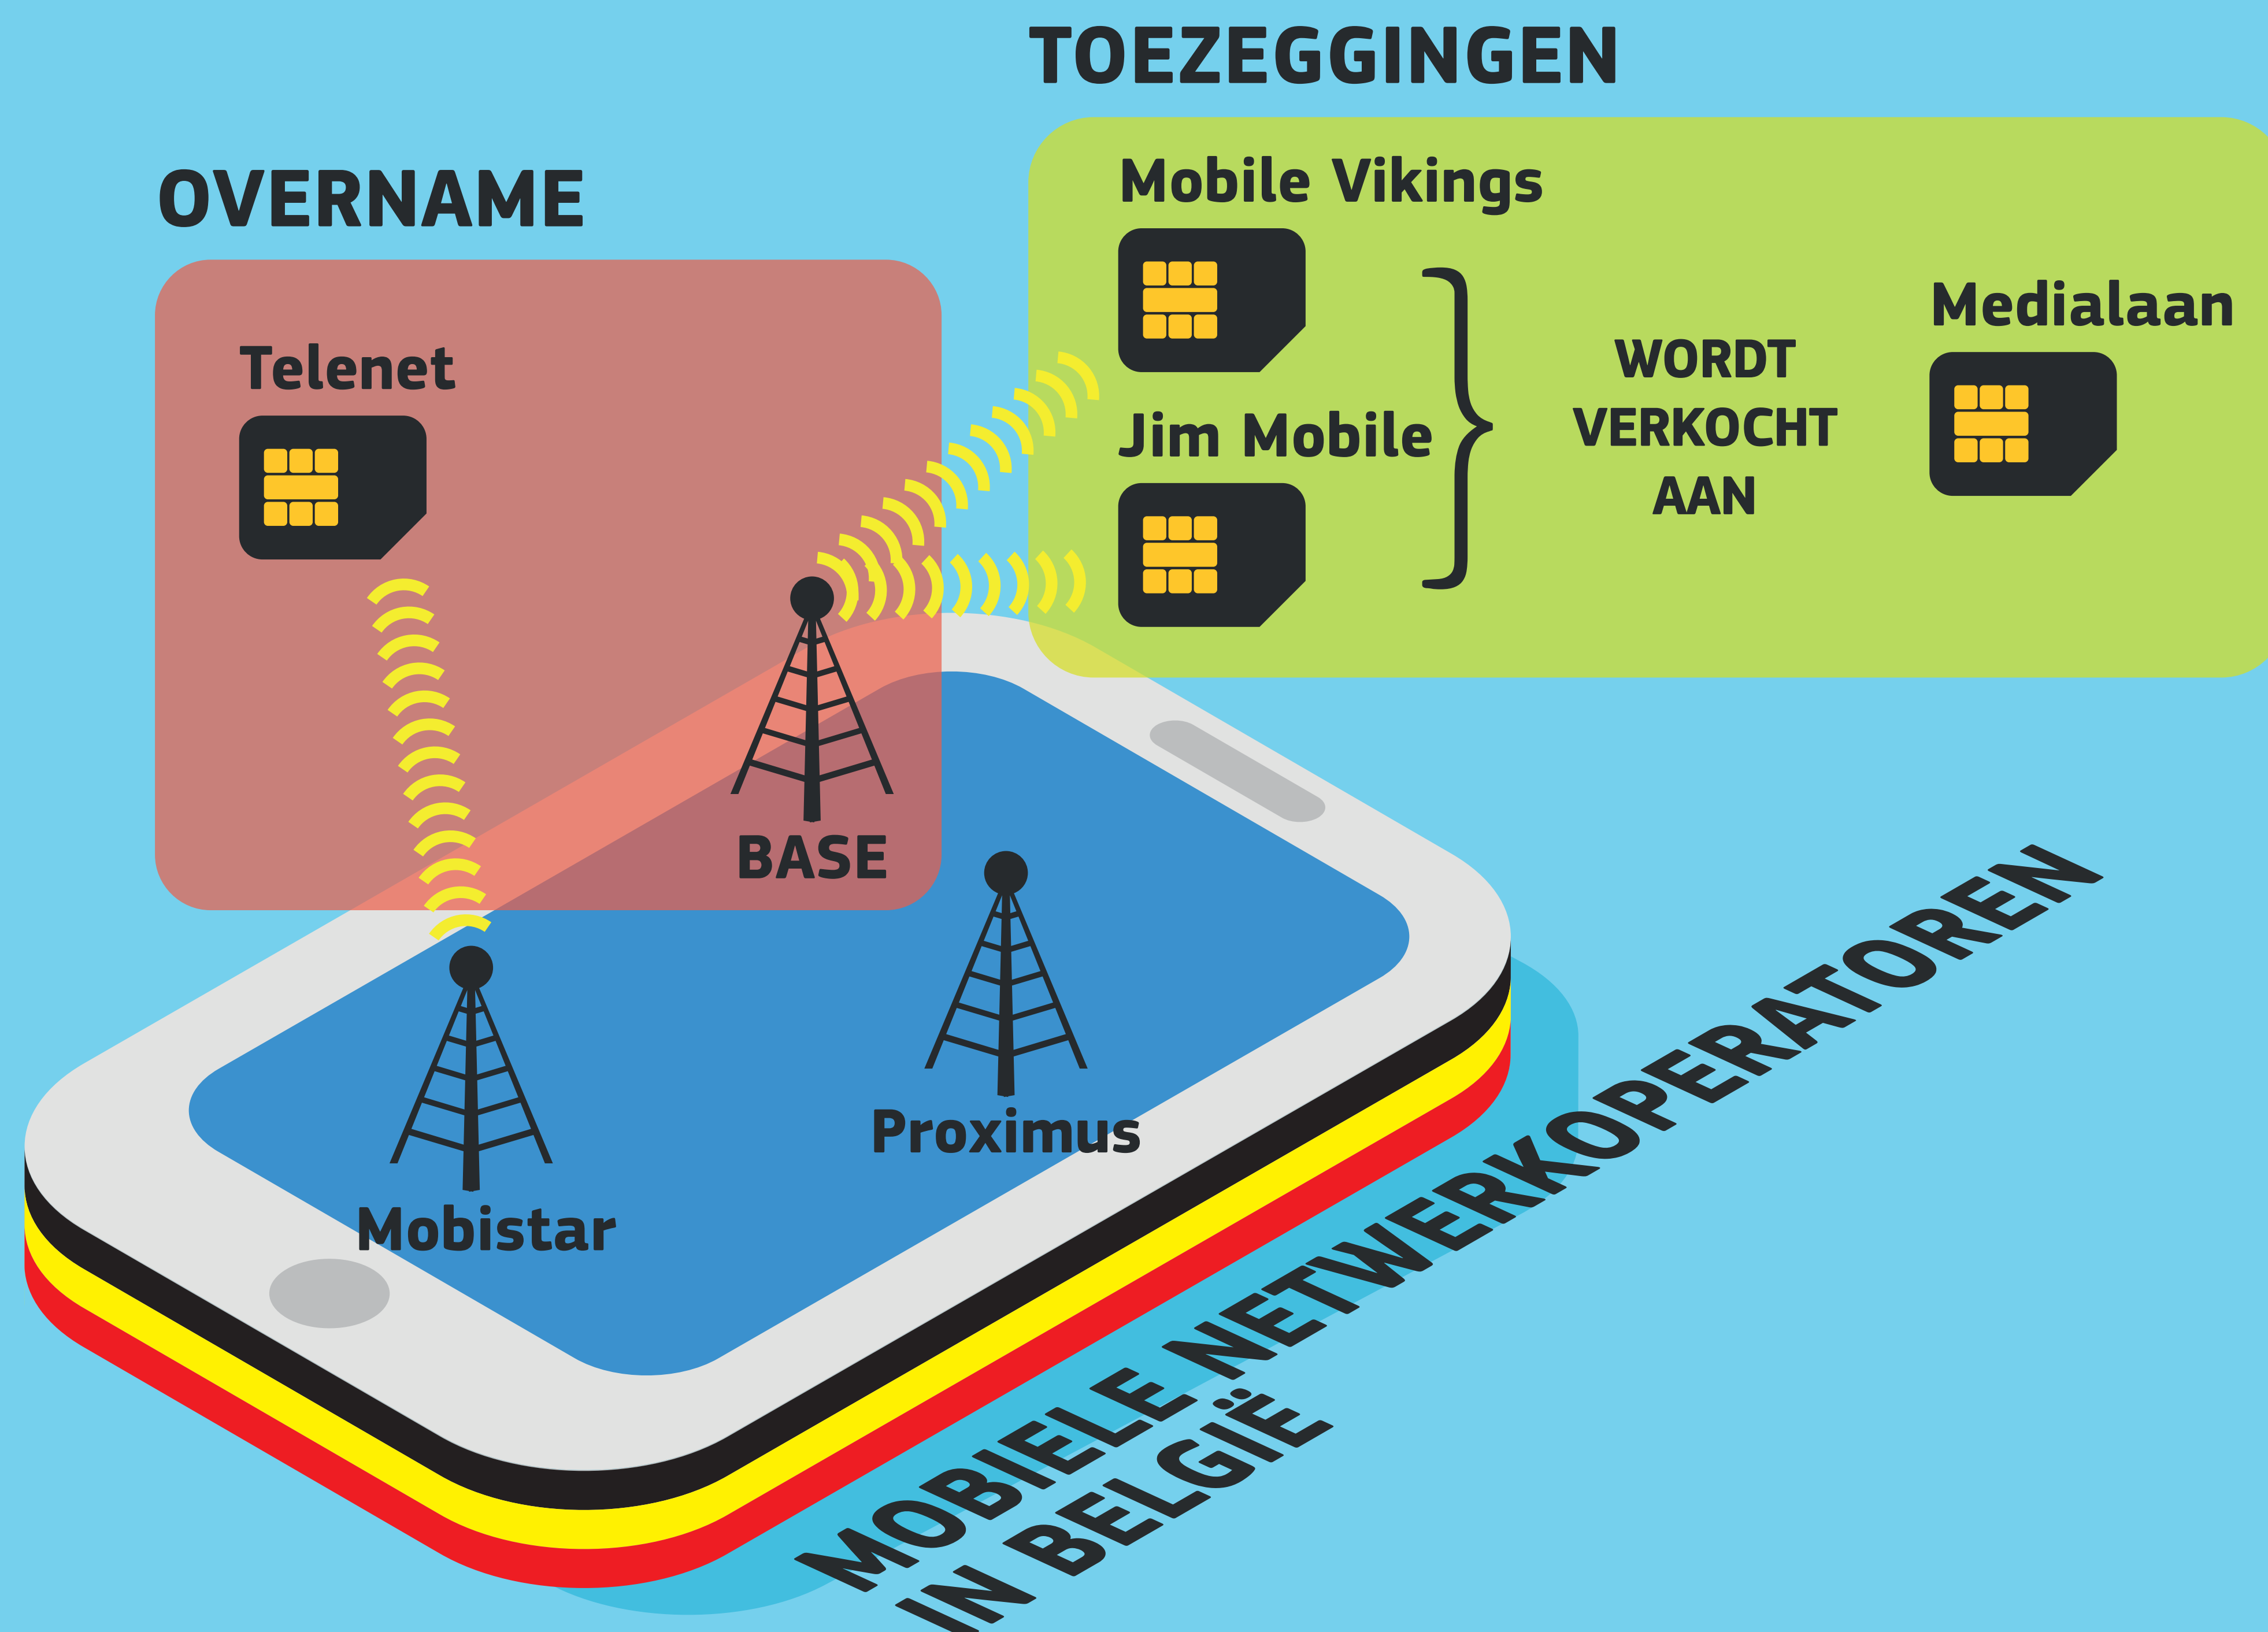 TOEZEGGINGEN
OVERNAME
Mobile Vikings
Medialaan
Telenet
WORDT
VERKOCHT
AAN
Jim Mobile
BASE
Proximus
Mobistar
MOBIELE NETWERKOPERATOREN
IN BELGIË